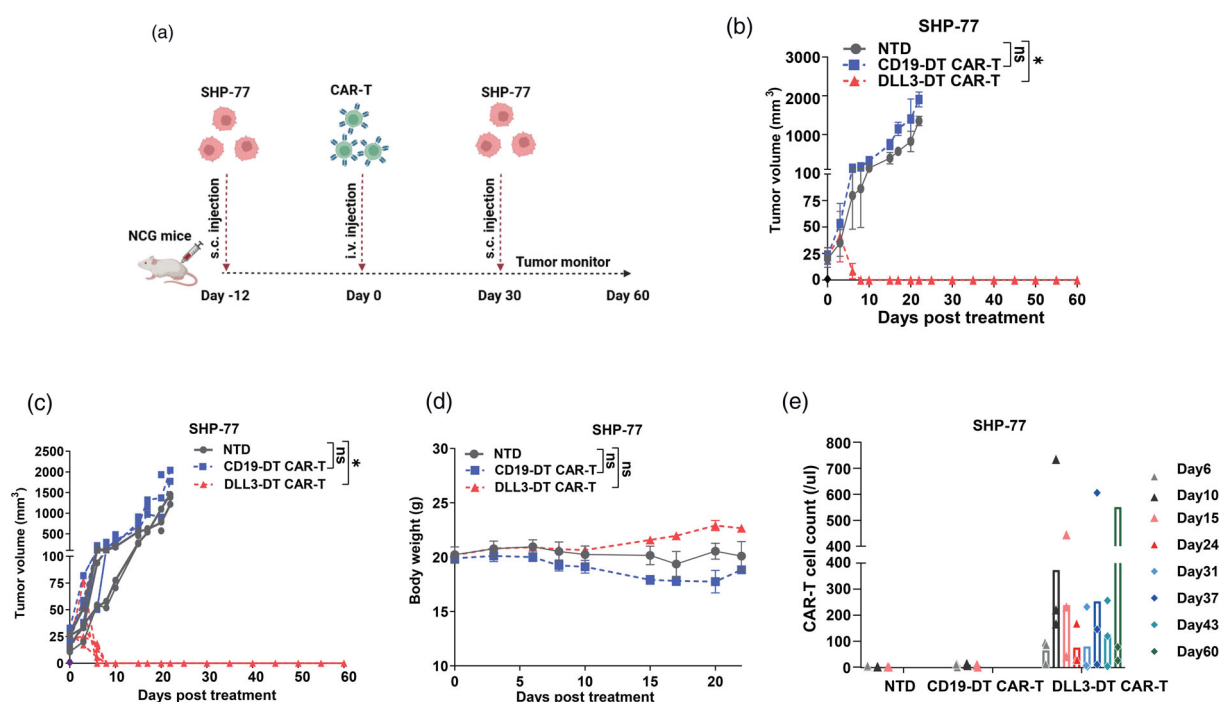 (a)
SHP-77
CAR-T
SHP-77
s.c. injection
i.v. injection
s.c. injection
NCG mice
Tumor monitor
Day -12
Day 0
Day 30
Day 60
(b)
SHP-77
NTD
CD19-DT CAR-T
DLL3-DT CAR-T
ns
*
Tumor volume (mm³)
3000
2000
1000
100
75
50
25
0
0 10 20 30 40 50 60
Days post treatment
(c)
SHP-77
NTD
CD19-DT CAR-T
DLL3-DT CAR-T
ns
*
Tumor volume (mm³)
2500
2000
1500
1000
500
100
75
50
25
0
0 10 20 30 40 50 60
Days post treatment
(d)
SHP-77
NTD
CD19-DT CAR-T
DLL3-DT CAR-T
ns
ns
Body weight (g)
30
25
20
15
10
0 5 10 15 20
Days post treatment
(e)
SHP-77
CAR-T cell count (/ul)
800
700
600
500
400
400
300
200
100
0
NTD CD19-DT CAR-T DLL3-DT CAR-T
Day6
Day10
Day15
Day24
Day31
Day37
Day43
Day60